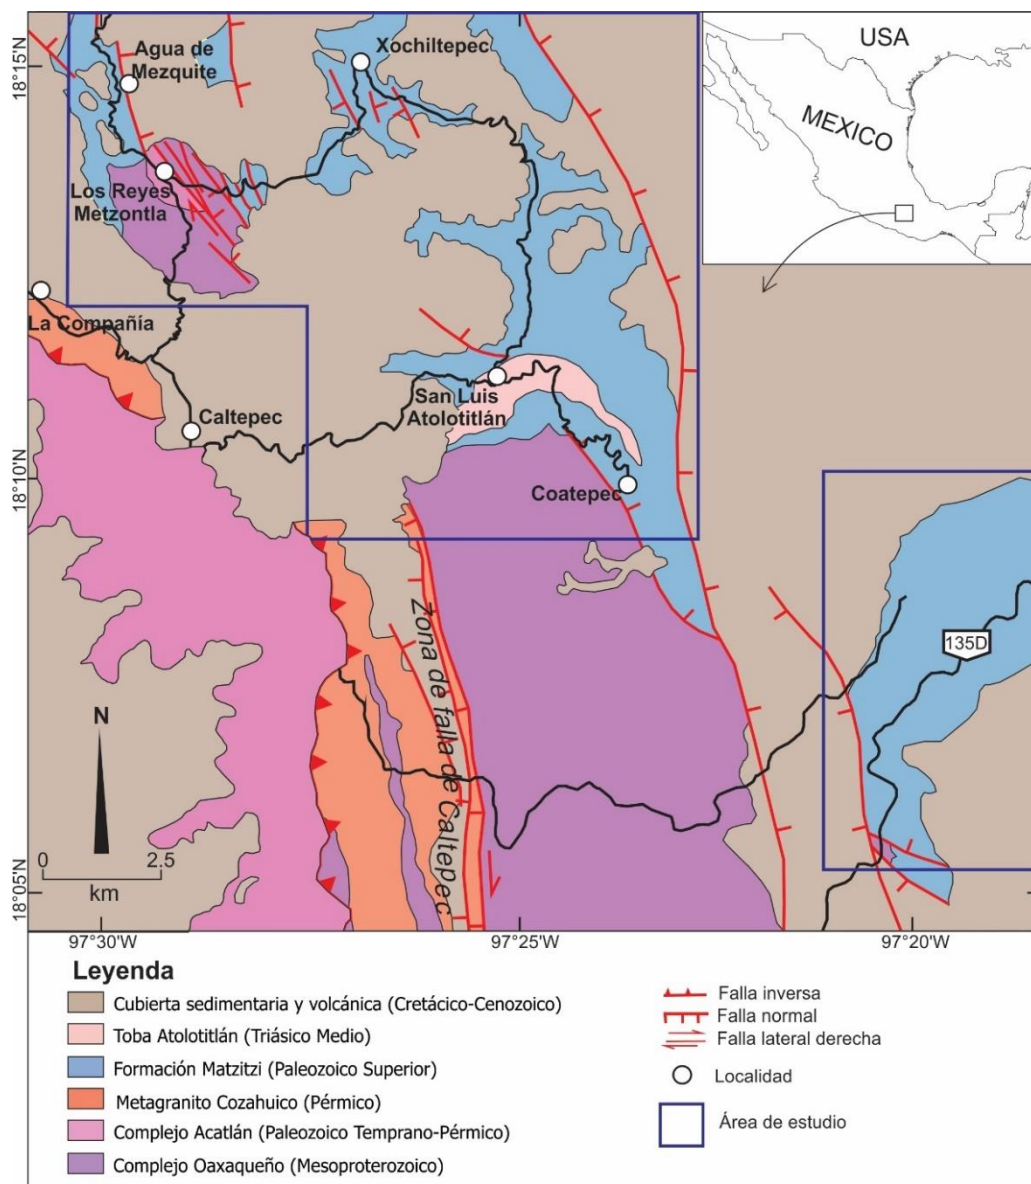 USA
MEXICO
18°15'N
18°10'N
18°05'N
Agua de
Mezquite
Xochiltepec
Los Reyes
Metzontla
La Compañía
Caltepec
San Luis
Atolotitlán
Coatepec
Zona de falla de Caltepec
135D
N
0 2.5
km
97°30'W 97°25'W 97°20'W
Leyenda
Cubierta sedimentaria y volcánica (Cretácico-Cenozoico)
Toba Atolotitlán (Triásico Medio)
Formación Matzitzi (Paleozoico Superior)
Metagranito Cozahuico (Pérmico)
Complejo Acatlán (Paleozoico Temprano-Pérmico)
Complejo Oaxaqueño (Mesoproterozoico)
Falla inversa
Falla normal
Falla lateral derecha
Localidad
Área de estudio